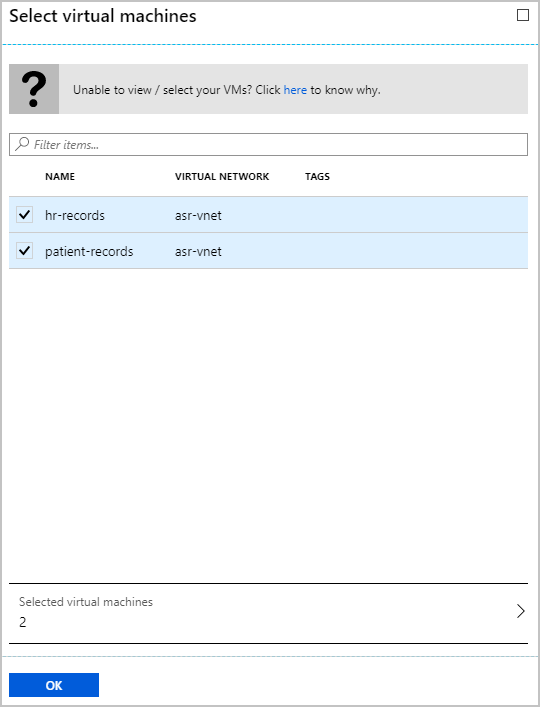 Select virtual machines
Unable to view / select your VMs? Click here to know why.
Filter items...
NAME VIRTUAL NETWORK TAGS
hr-records asr-vnet
patient-records asr-vnet
Selected virtual machines
2
OK